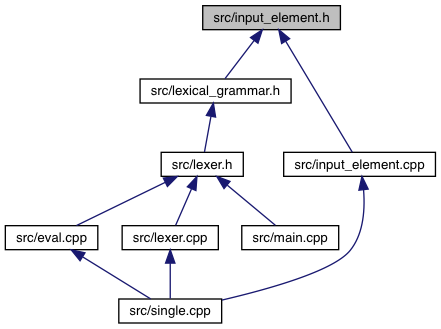 src/input_element.h
src/lexical_grammar.h
src/lexer.h
src/input_element.cpp
src/eval.cpp
src/lexer.cpp
src/main.cpp
src/single.cpp